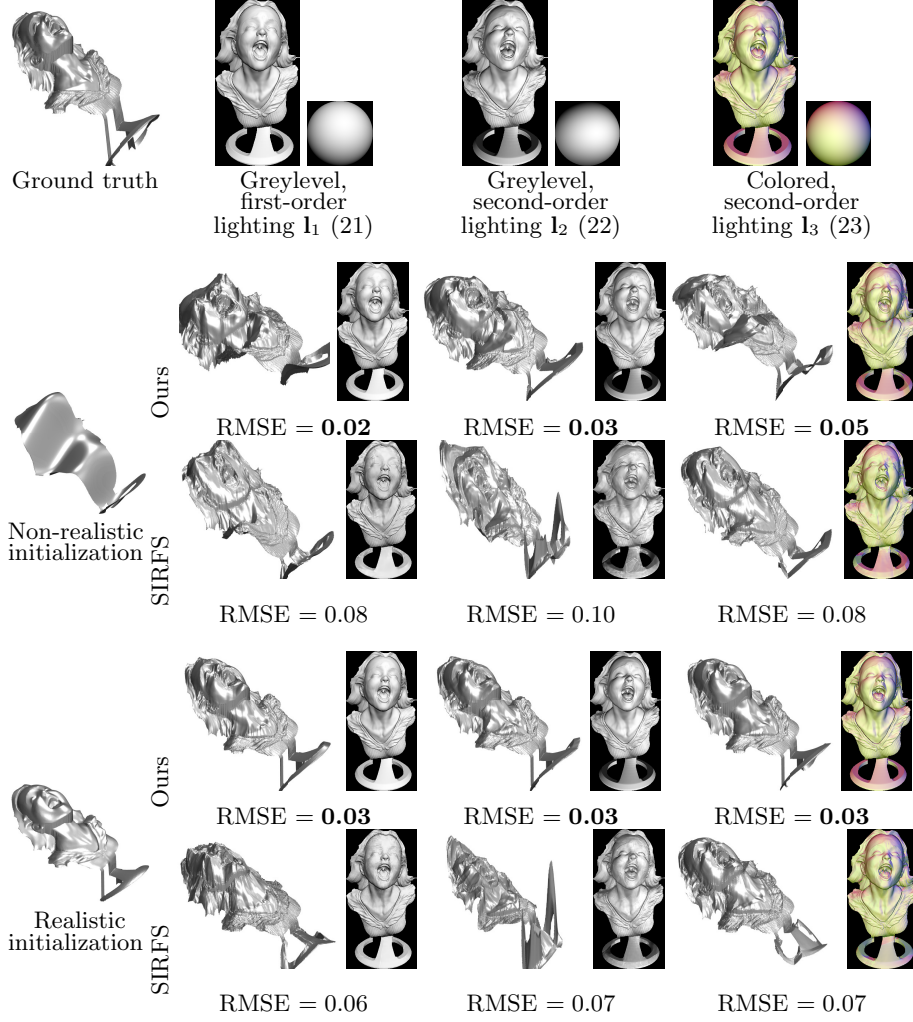 Ground truth
Greylevel,
first-order
lighting l₁ (21)
Greylevel,
second-order
lighting l₂ (22)
Colored,
second-order
lighting l₃ (23)
Non-realistic
initialization
Ours
RMSE = 0.02
RMSE = 0.03
RMSE = 0.05
SIRFS
RMSE = 0.08
RMSE = 0.10
RMSE = 0.08
Realistic
initialization
Ours
RMSE = 0.03
RMSE = 0.03
RMSE = 0.03
SIRFS
RMSE = 0.06
RMSE = 0.07
RMSE = 0.07